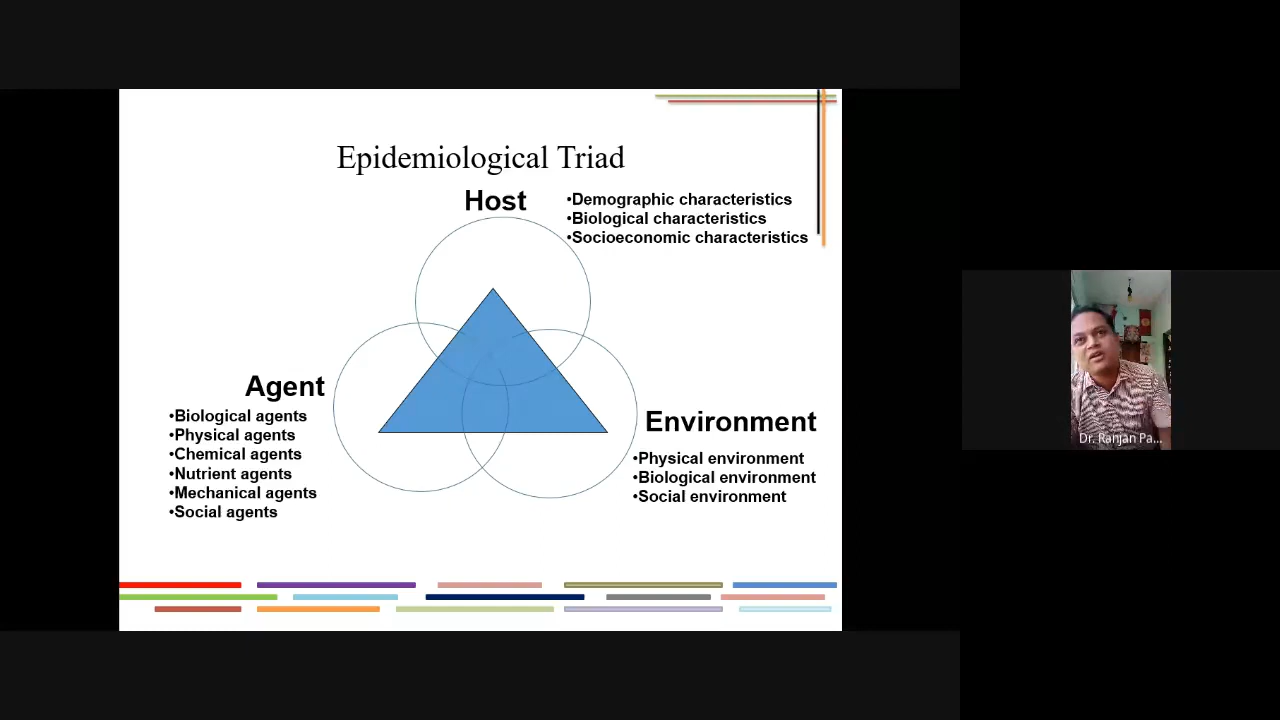 Epidemiological Triad
Host
•Demographic characteristics
•Biological characteristics
•Socioeconomic characteristics
Agent
•Biological agents
•Physical agents
•Chemical agents
•Nutrient agents
•Mechanical agents
•Social agents
Environment
•Physical environment
•Biological environment
•Social environment
Dr. Ranjan Pa...